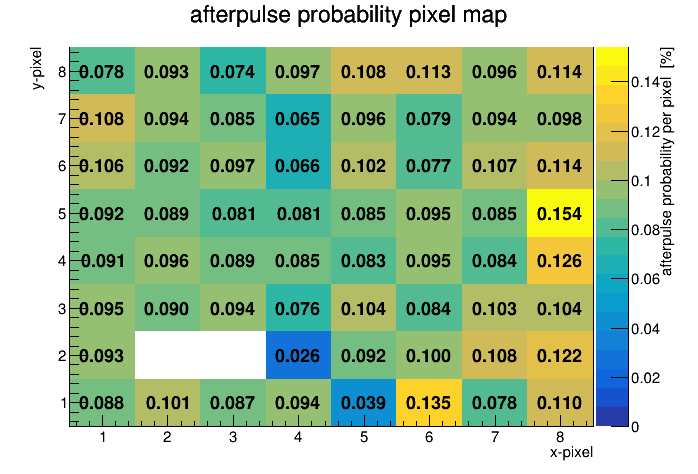 afterpulse probability pixel map
y-pixel
8 0.078 0.093 0.074 0.097 0.108 0.113 0.096 0.114
7 0.108 0.094 0.085 0.065 0.096 0.079 0.094 0.098
6 0.106 0.092 0.097 0.066 0.102 0.077 0.107 0.114
5 0.092 0.089 0.081 0.081 0.085 0.095 0.085 0.154
4 0.091 0.096 0.089 0.085 0.083 0.095 0.084 0.126
3 0.095 0.090 0.094 0.076 0.104 0.084 0.103 0.104
2 0.093 0.026 0.092 0.100 0.108 0.122
1 0.088 0.101 0.087 0.094 0.039 0.135 0.078 0.110
1 2 3 4 5 6 7 8
x-pixel
0.14
0.12
0.1
0.08
0.06
0.04
0.02
0
afterpulse probability per pixel [%]